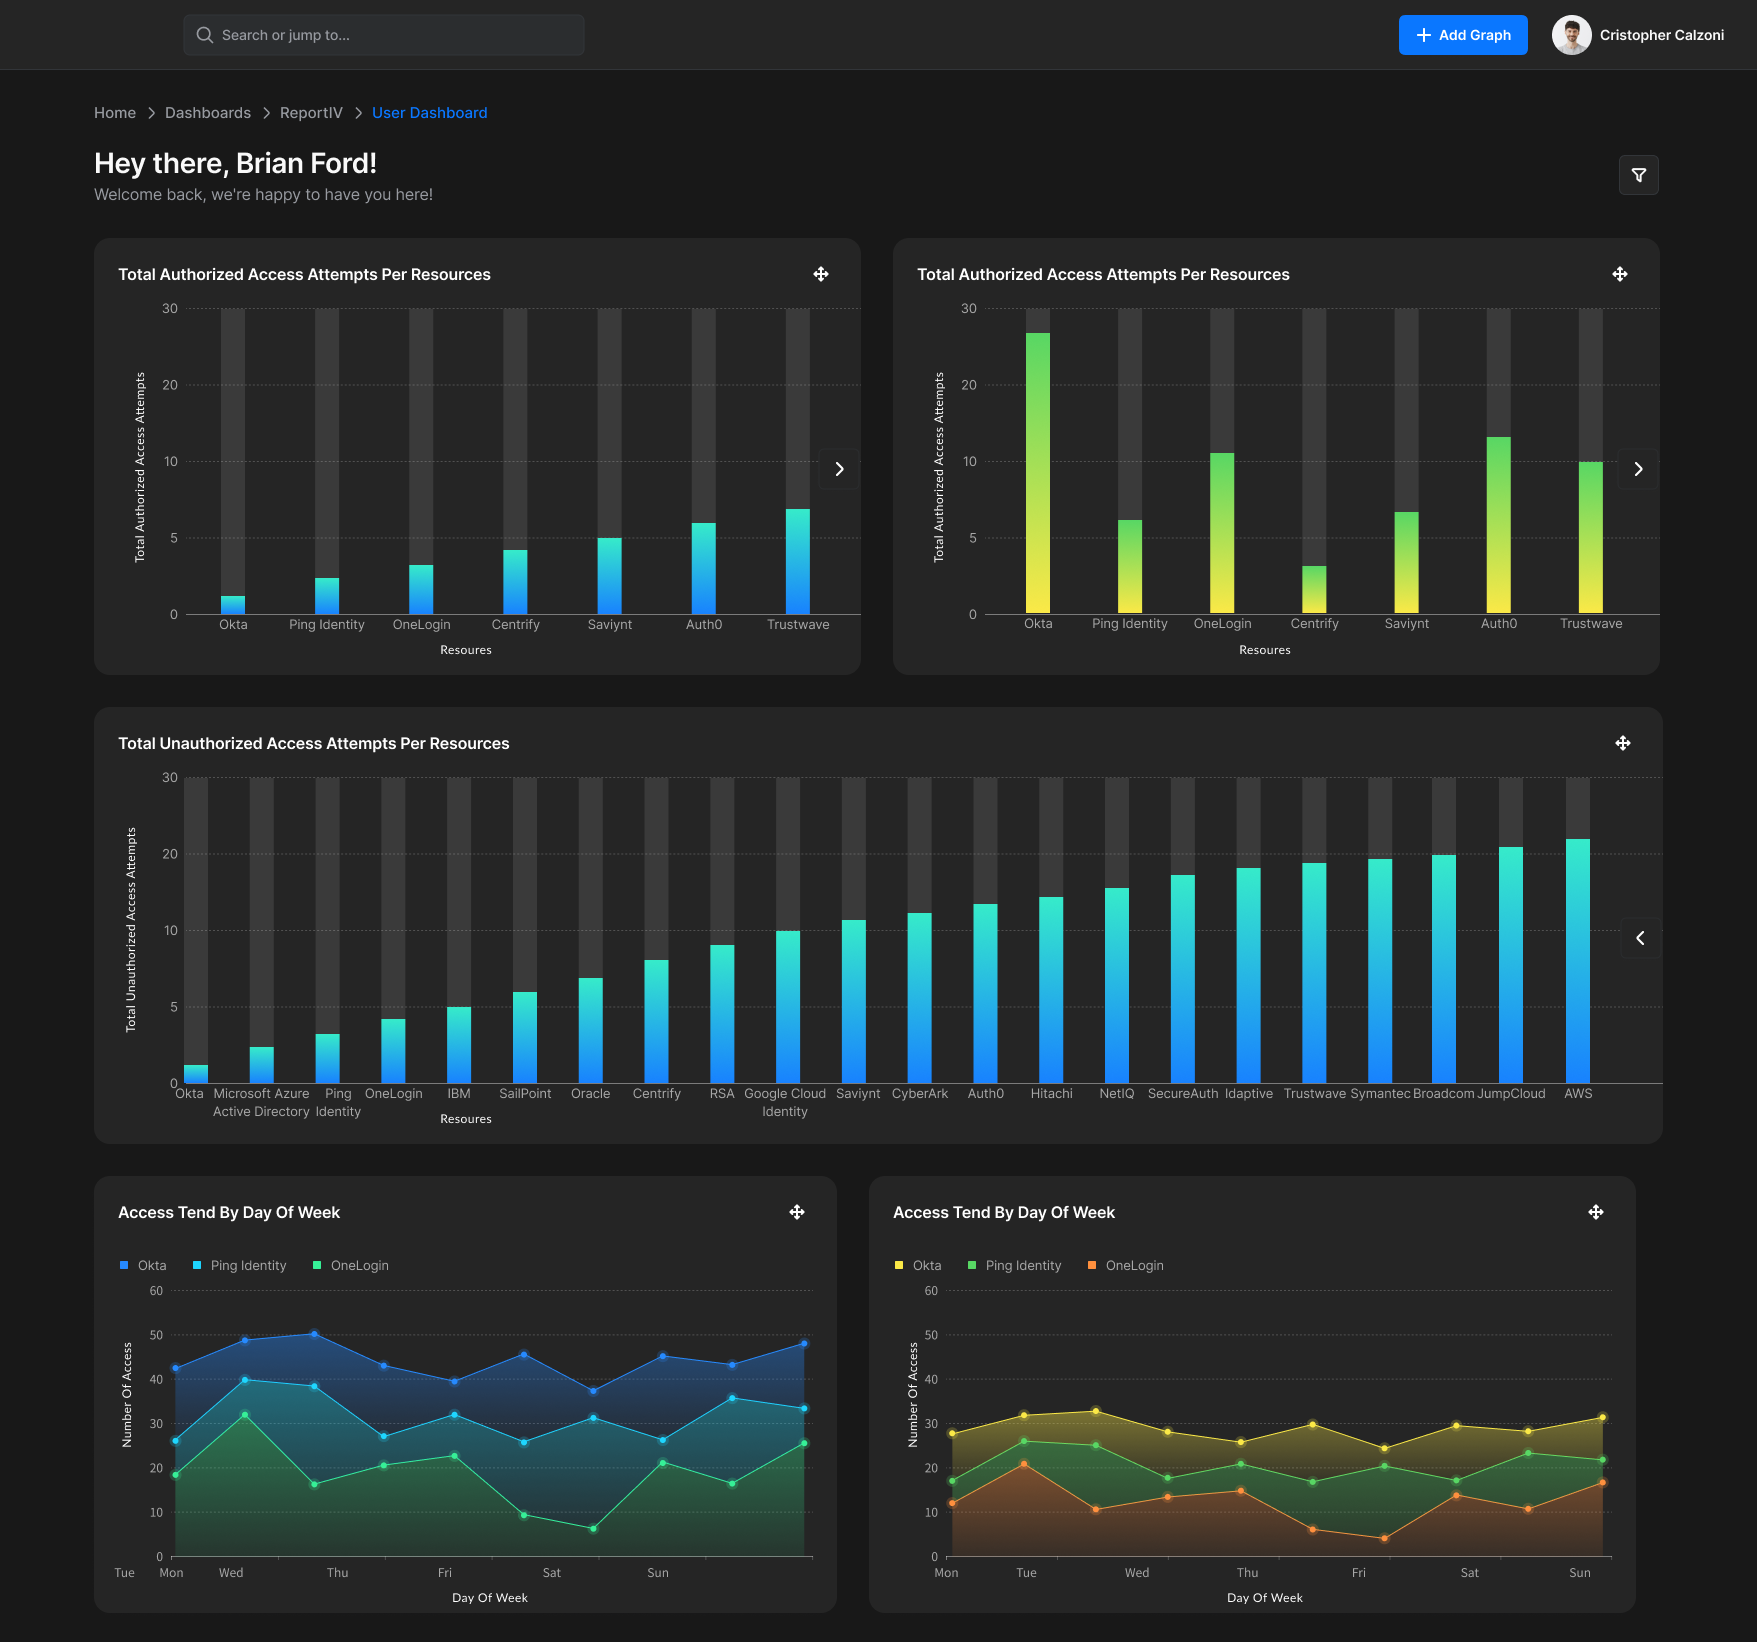 Search or jump to...
Add Graph
Cristopher Calzoni
Home
Dashboards
ReportIV
User Dashboard
Hey there, Brian Ford!
Welcome back, we're happy to have you here!
Total Authorized Access Attempts Per Resources
30
20
10
5
0
Total Authorized Access Attempts
Okta Ping Identity OneLogin Centrify Saviynt Auth0 Trustwave
Resoures
Total Authorized Access Attempts Per Resources
30
20
10
5
0
Total Authorized Access Attempts
Okta Ping Identity OneLogin Centrify Saviynt Auth0 Trustwave
Resoures
Total Unauthorized Access Attempts Per Resources
30
20
10
5
0
Total Unauthorized Access Attempts
Okta Microsoft Azure Ping OneLogin IBM SailPoint Oracle Centrify RSA Google Cloud Saviynt CyberArk Auth0 Hitachi NetIQ SecureAuth Idaptive Trustwave Symantec Broadcom JumpCloud AWS
Active Directory Identity Identity
Resoures
Access Tend By Day Of Week
Okta Ping Identity OneLogin
60
50
40
30
20
10
0
Number Of Access
Tue Mon Wed Thu Fri Sat Sun
Day Of Week
Access Tend By Day Of Week
Okta Ping Identity OneLogin
60
50
40
30
20
10
0
Number Of Access
Mon Tue Wed Thu Fri Sat Sun
Day Of Week